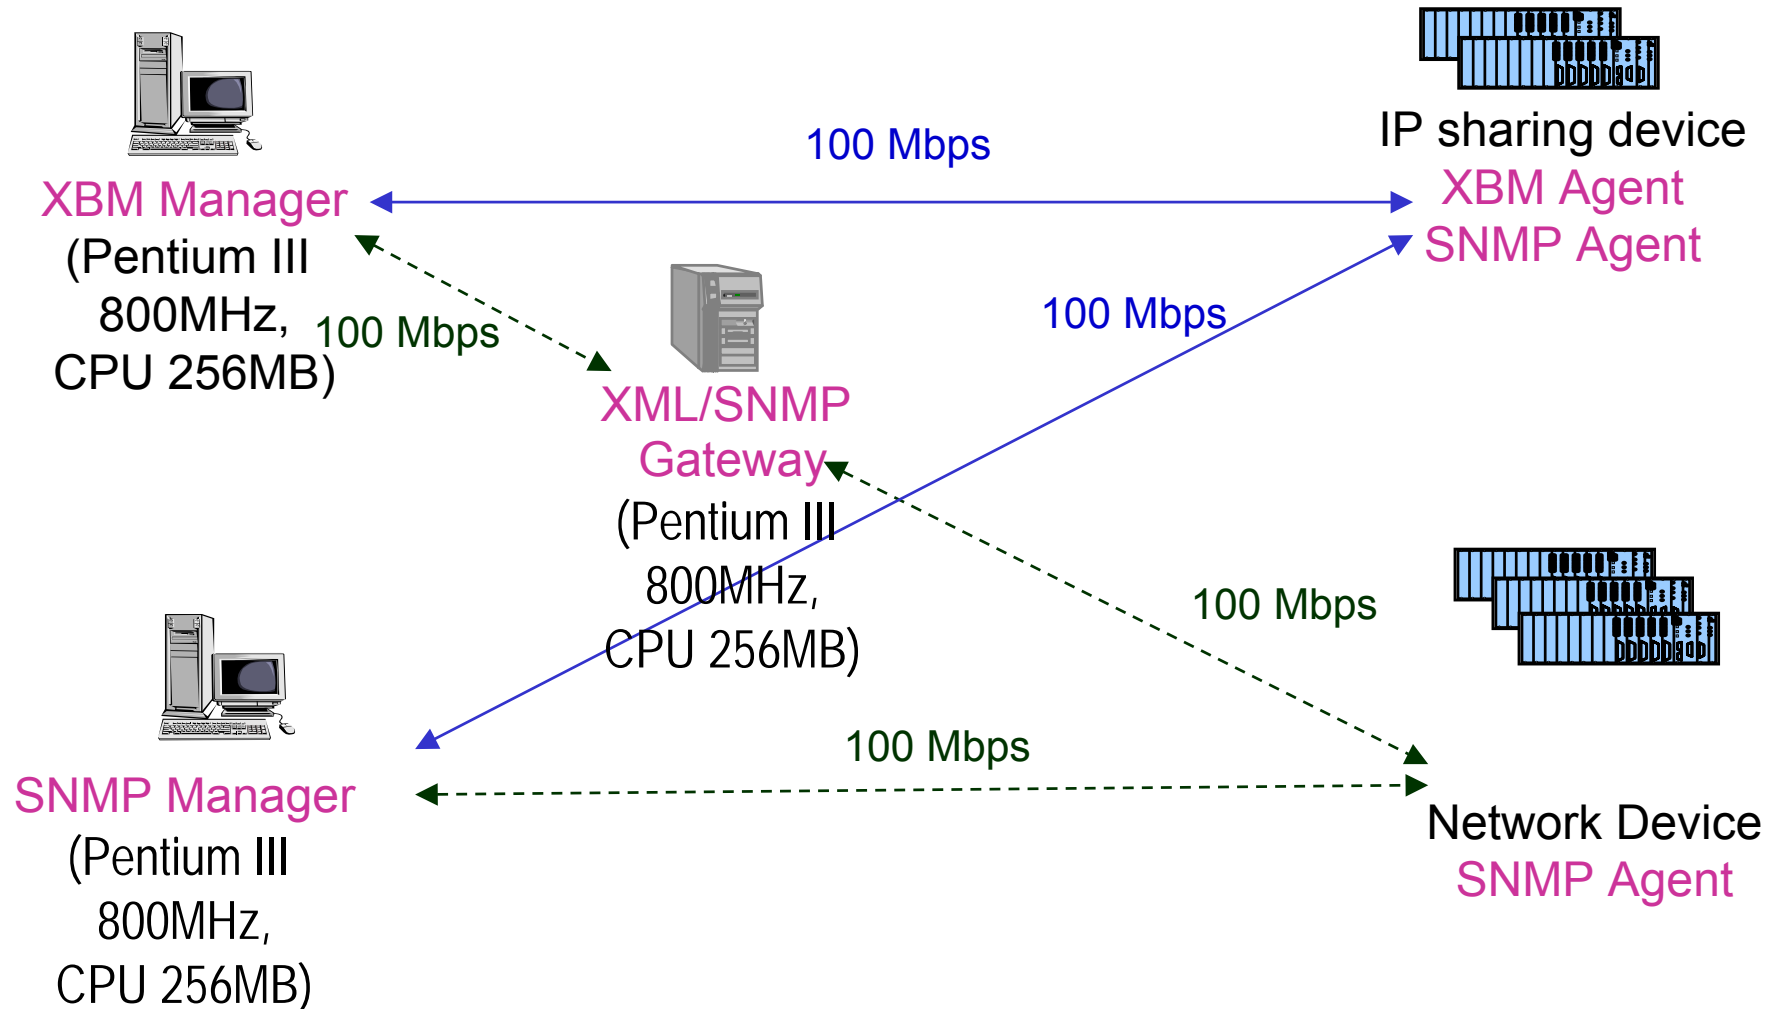 100 Mbps
IP sharing device
XBM Agent
SNMP Agent
XBM Manager
(Pentium III
800MHz,
CPU 256MB)
100 Mbps
100 Mbps
XML/SNMP
Gateway
(Pentium III
800MHz,
CPU 256MB)
100 Mbps
100 Mbps
SNMP Manager
(Pentium III
800MHz,
CPU 256MB)
Network Device
SNMP Agent